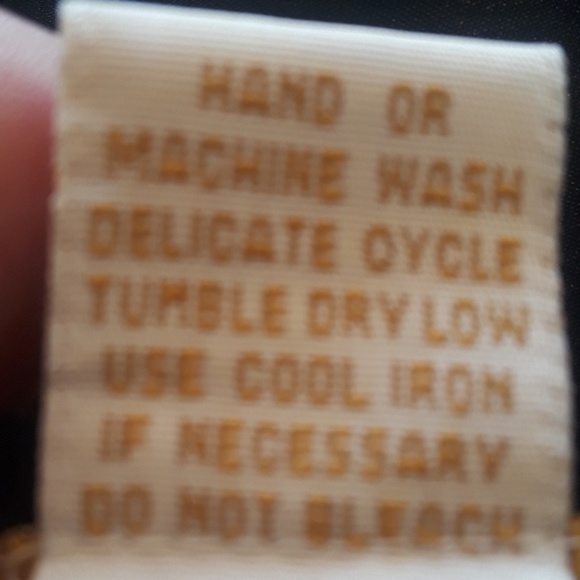 HAND OR
MACHINE WASH
DELICATE CYCLE
TUMBLE DRY LOW
USE COOL IRON
IF NECESSARY
DO NOT BLEACH